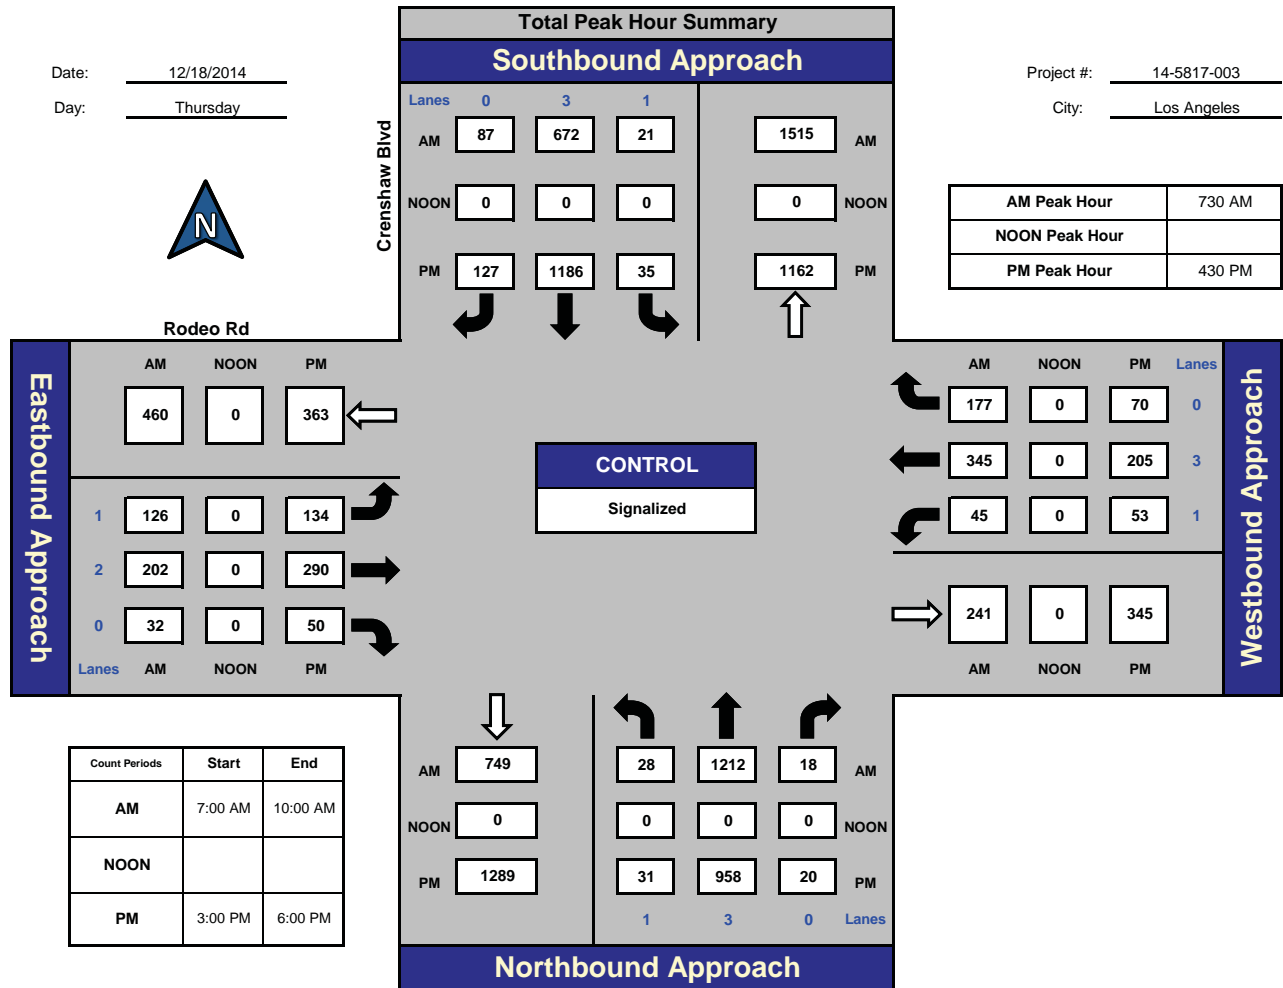 Total Peak Hour Summary
Southbound Approach
Date: 12/18/2014
Project #: 14-5817-003
Day: Thursday
City: Los Angeles
Lanes 0 3 1
AM 87 672 21 1515 AM
NOON 0 0 0 0 NOON
PM 127 1186 35 1162 PM
Crenshaw Blvd
N
AM Peak Hour 730 AM
NOON Peak Hour
PM Peak Hour 430 PM
Rodeo Rd
Eastbound Approach
AM NOON PM
460 0 363
1 126 0 134
2 202 0 290
0 32 0 50
Lanes AM NOON PM
CONTROL
Signalized
AM NOON PM Lanes
177 0 70 0
345 0 205 3
45 0 53 1
241 0 345
AM NOON PM
Westbound Approach
Count Periods Start End
AM 7:00 AM 10:00 AM
NOON
PM 3:00 PM 6:00 PM
AM 749 28 1212 18 AM
NOON 0 0 0 0 NOON
PM 1289 31 958 20 PM
1 3 0 Lanes
Northbound Approach